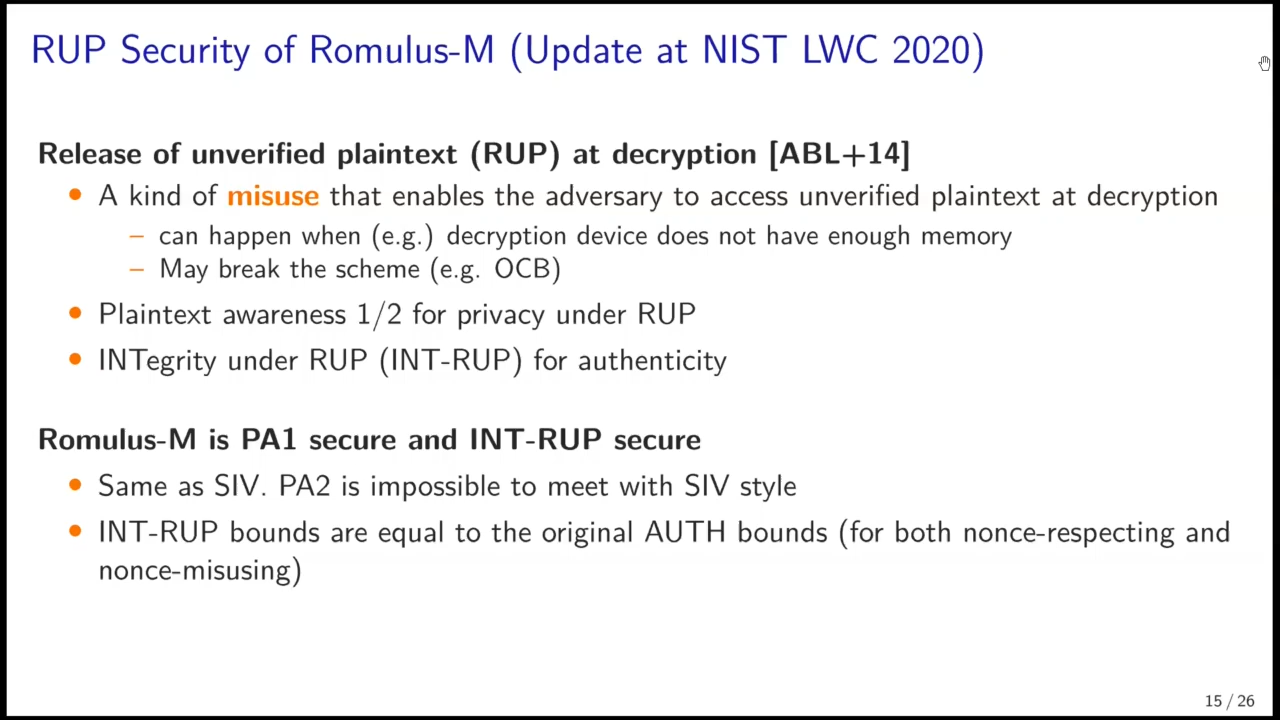 RUP Security of Romulus-M (Update at NIST LWC 2020)
Release of unverified plaintext (RUP) at decryption [ABL+14]
• A kind of misuse that enables the adversary to access unverified plaintext at decryption
– can happen when (e.g.) decryption device does not have enough memory
– May break the scheme (e.g. OCB)
• Plaintext awareness 1/2 for privacy under RUP
• INTegrity under RUP (INT-RUP) for authenticity
Romulus-M is PA1 secure and INT-RUP secure
• Same as SIV. PA2 is impossible to meet with SIV style
• INT-RUP bounds are equal to the original AUTH bounds (for both nonce-respecting and
nonce-misusing)
15 / 26